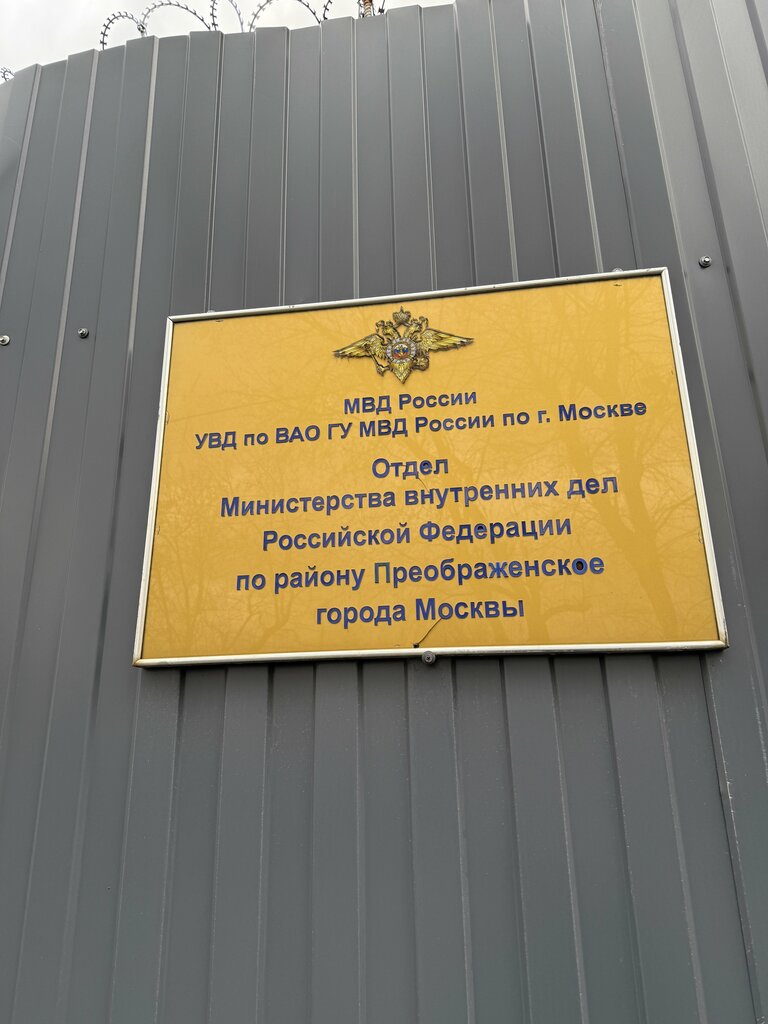 МВД России
УВД по ВАО ГУ МВД России по г. Москве
Отдел
Министерства внутренних дел
Российской Федерации
по району Преображенское
города Москвы